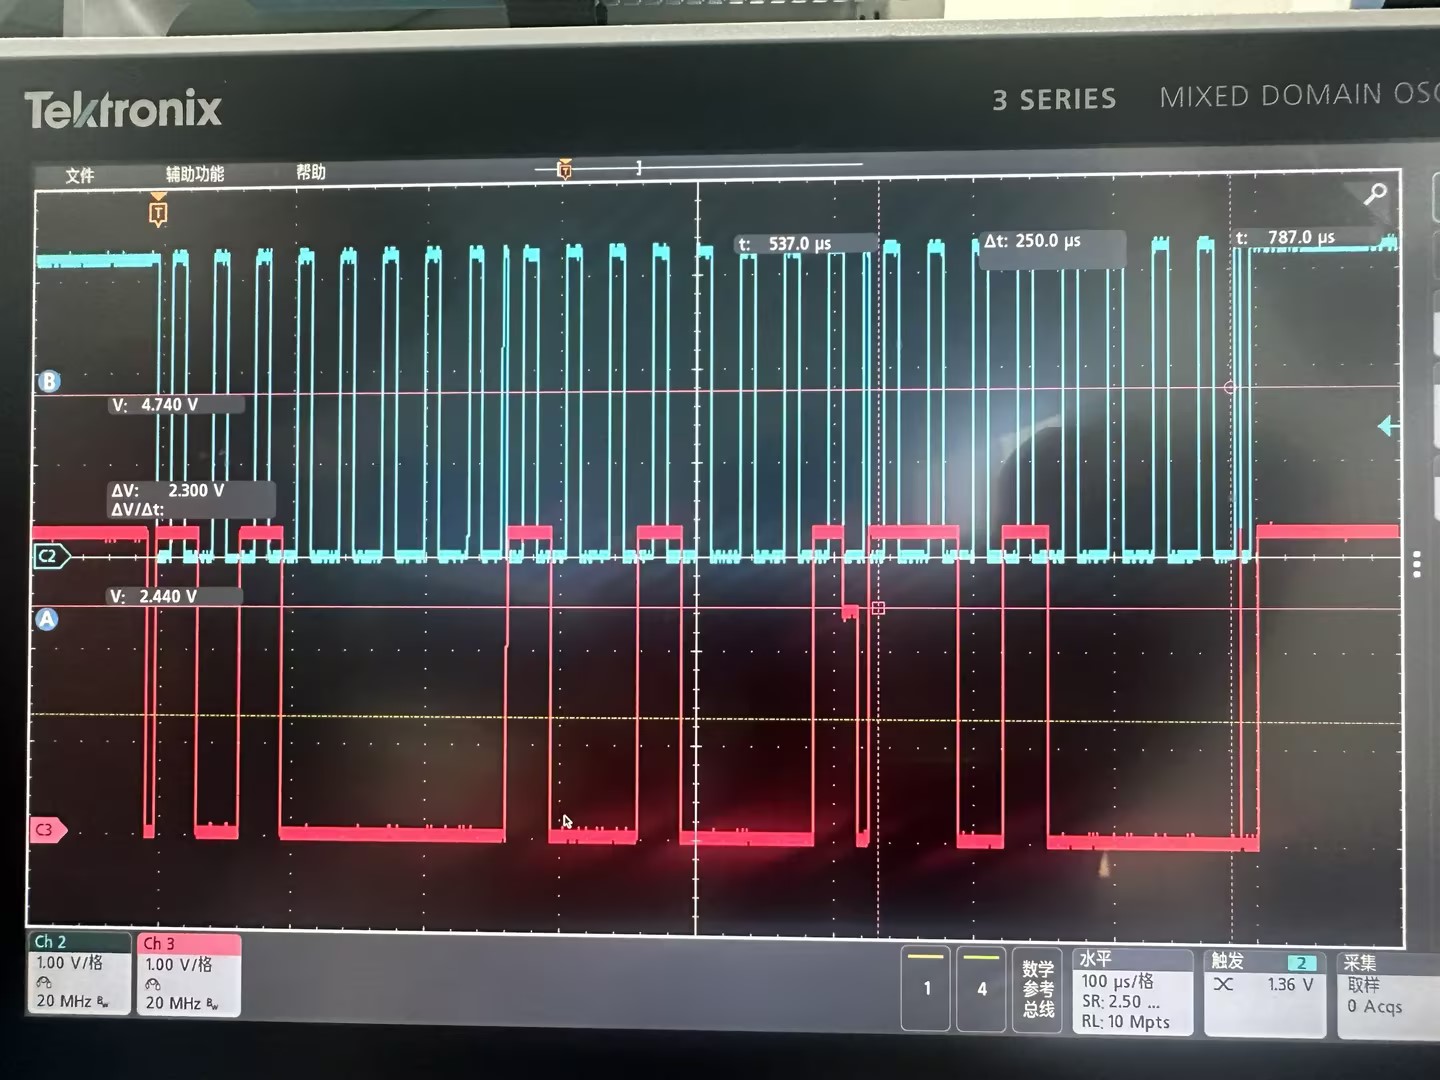 Tektronix
3 SERIES MIXED DOMAIN OSC
文件 辅助功能 帮助
T
T
t: 537.0 µs
Δt: 250.0 µs
t: 787.0 µs
B
V: 4.740 V
ΔV: 2.300 V
ΔV/Δt:
C2
V: 2.440 V
A
C3
Ch 2
1.00 V/格
20 MHz Bw
Ch 3
1.00 V/格
20 MHz Bw
1
4
数学
参考
总线
水平
100 µs/格
SR: 2.50 ...
RL: 10 Mpts
触发 2
1.36 V
采集
取样
0 Acqs